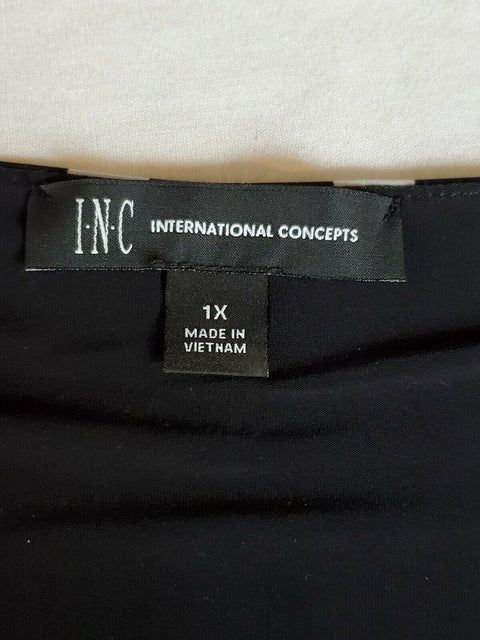 I·N·C INTERNATIONAL CONCEPTS
1X
MADE IN
VIETNAM